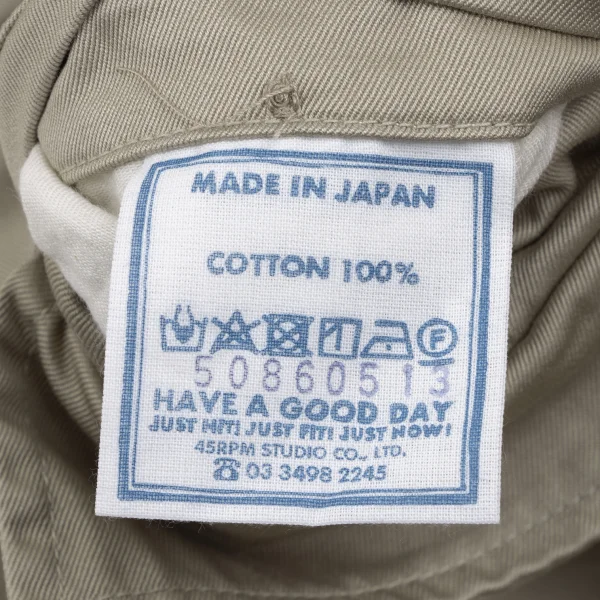 MADE IN JAPAN
COTTON 100%
F
50860513
HAVE A GOOD DAY
JUST HIT! JUST FIT! JUST NOW!
45RPM STUDIO CO., LTD.
☎ 03 3498 2245